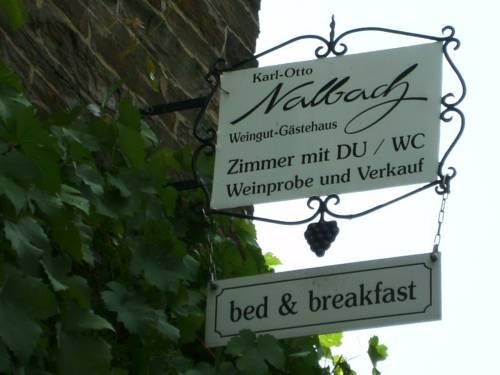 Karl-Otto
Nalbach
Weingut-Gästehaus
Zimmer mit DU / WC
Weinprobe und Verkauf
bed & breakfast